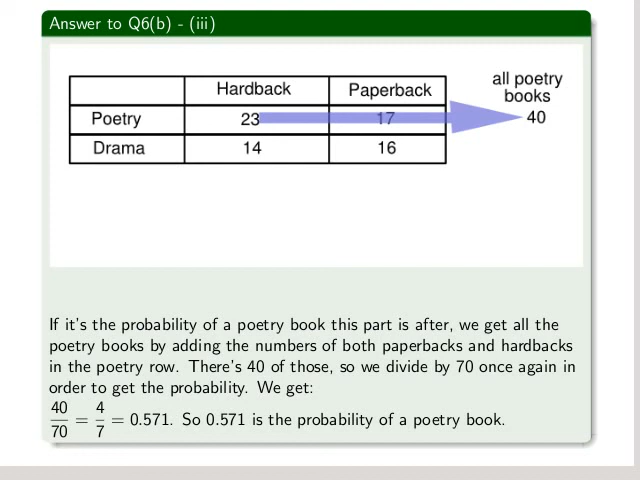 Answer to Q6(b) - (iii)
Hardback Paperback all poetry books
Poetry 23 17 40
Drama 14 16
If it's the probability of a poetry book this part is after, we get all the
poetry books by adding the numbers of both paperbacks and hardbacks
in the poetry row. There's 40 of those, so we divide by 70 once again in
order to get the probability. We get:
40/70 = 4/7 = 0.571. So 0.571 is the probability of a poetry book.